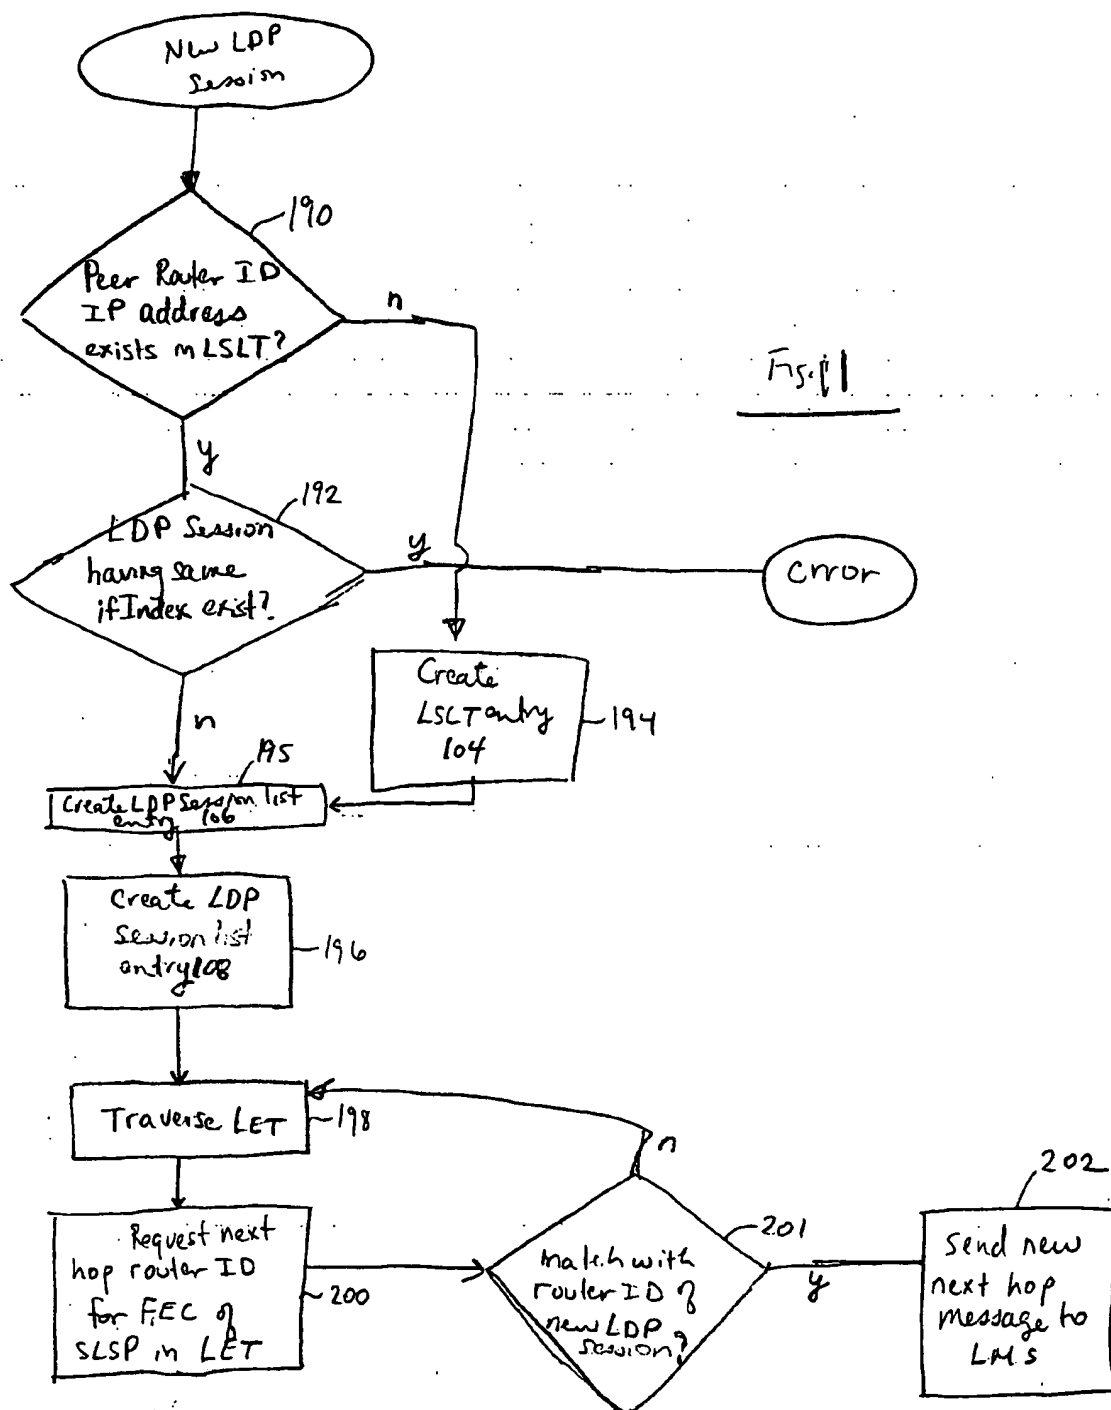 New LDP
Session
190
Peer Router ID
IP address
exists in LSLT?
n
Fig. 11
y
192
LDP Session
having same
ifIndex exist?
y
error
Create
LSLT entry
104
194
n
195
Create LDP Session list
entry 106
Create LDP
Session list
entry 108
196
Traverse LET
198
n
Request next
hop router ID
for FEC of
SLSP in LET
200
201
match with
router ID of
new LDP
session?
y
202
Send new
next hop
message to
LMS